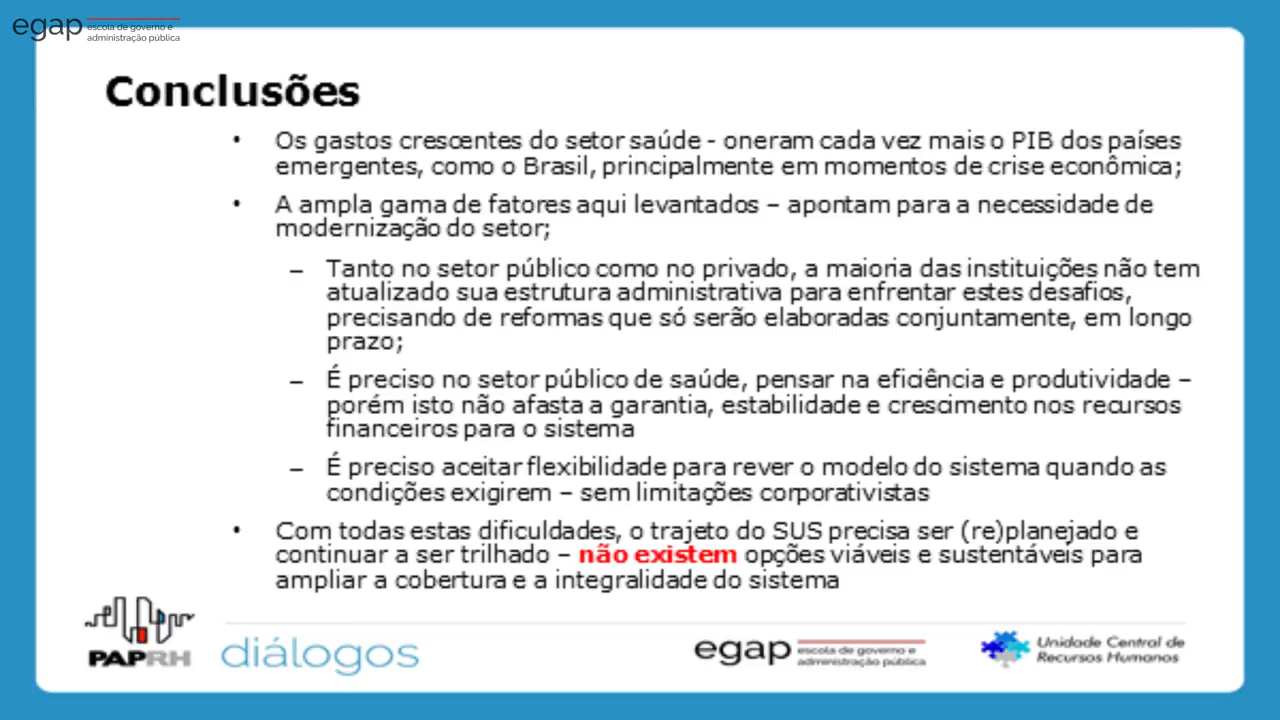 egap escola de governo e
administração pública
Conclusões
• Os gastos crescentes do setor saúde - oneram cada vez mais o PIB dos países
emergentes, como o Brasil, principalmente em momentos de crise econômica;
• A ampla gama de fatores aqui levantados – apontam para a necessidade de
modernização do setor;
– Tanto no setor público como no privado, a maioria das instituições não tem
atualizado sua estrutura administrativa para enfrentar estes desafios,
precisando de reformas que só serão elaboradas conjuntamente, em longo
prazo;
– É preciso no setor público de saúde, pensar na eficiência e produtividade –
porém isto não afasta a garantia, estabilidade e crescimento nos recursos
financeiros para o sistema
– É preciso aceitar flexibilidade para rever o modelo do sistema quando as
condições exigirem – sem limitações corporativistas
• Com todas estas dificuldades, o trajeto do SUS precisa ser (re)planejado e
continuar a ser trilhado – não existem opções viáveis e sustentáveis para
ampliar a cobertura e a integralidade do sistema
PAPRH
diálogos
egap escola de governo e
administração pública
Unidade Central de
Recursos Humanos